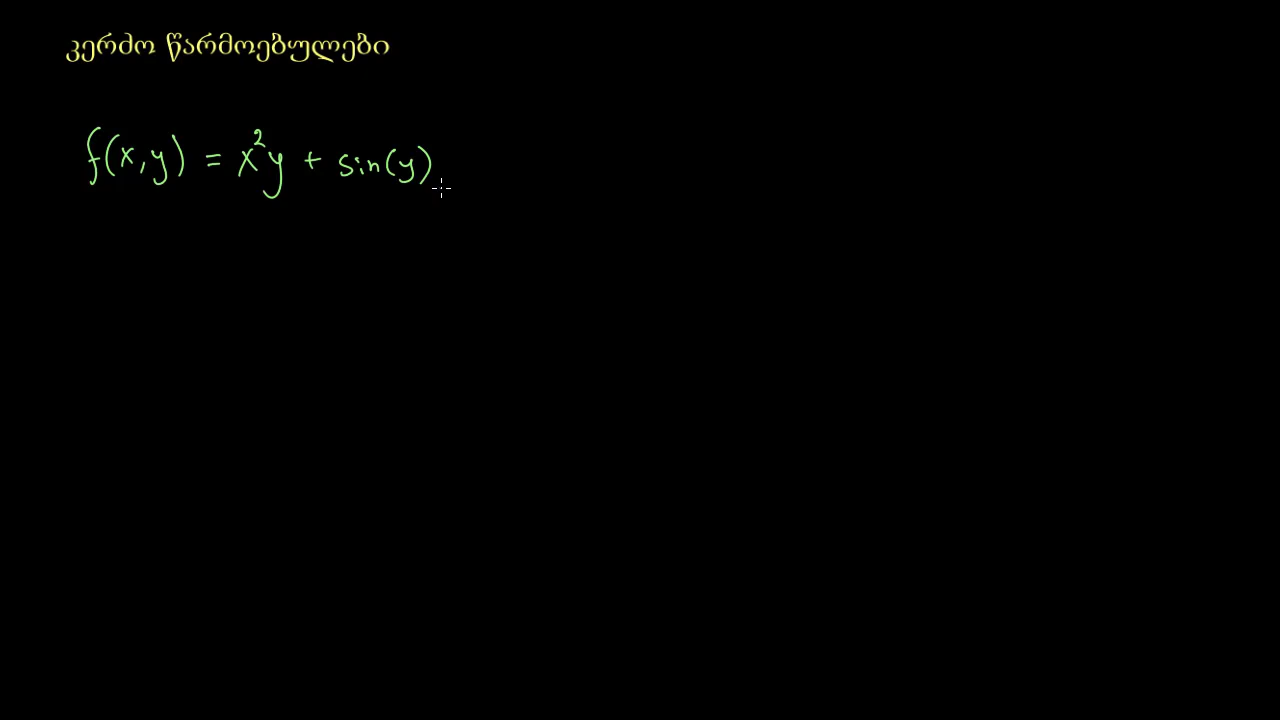 კერძო წარმოებულები
f(x,y) = x²y + sin(y)